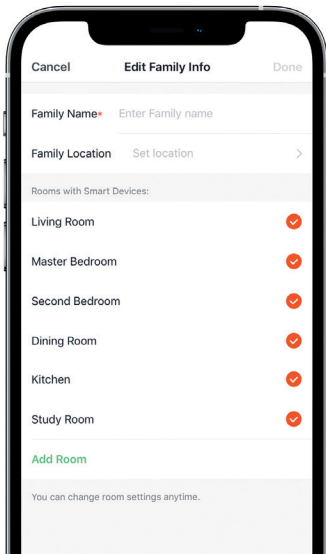 Cancel Edit Family Info Done
Family Name* Enter Family name
Family Location Set location
Rooms with Smart Devices:
Living Room
Master Bedroom
Second Bedroom
Dining Room
Kitchen
Study Room
Add Room
You can change room settings anytime.